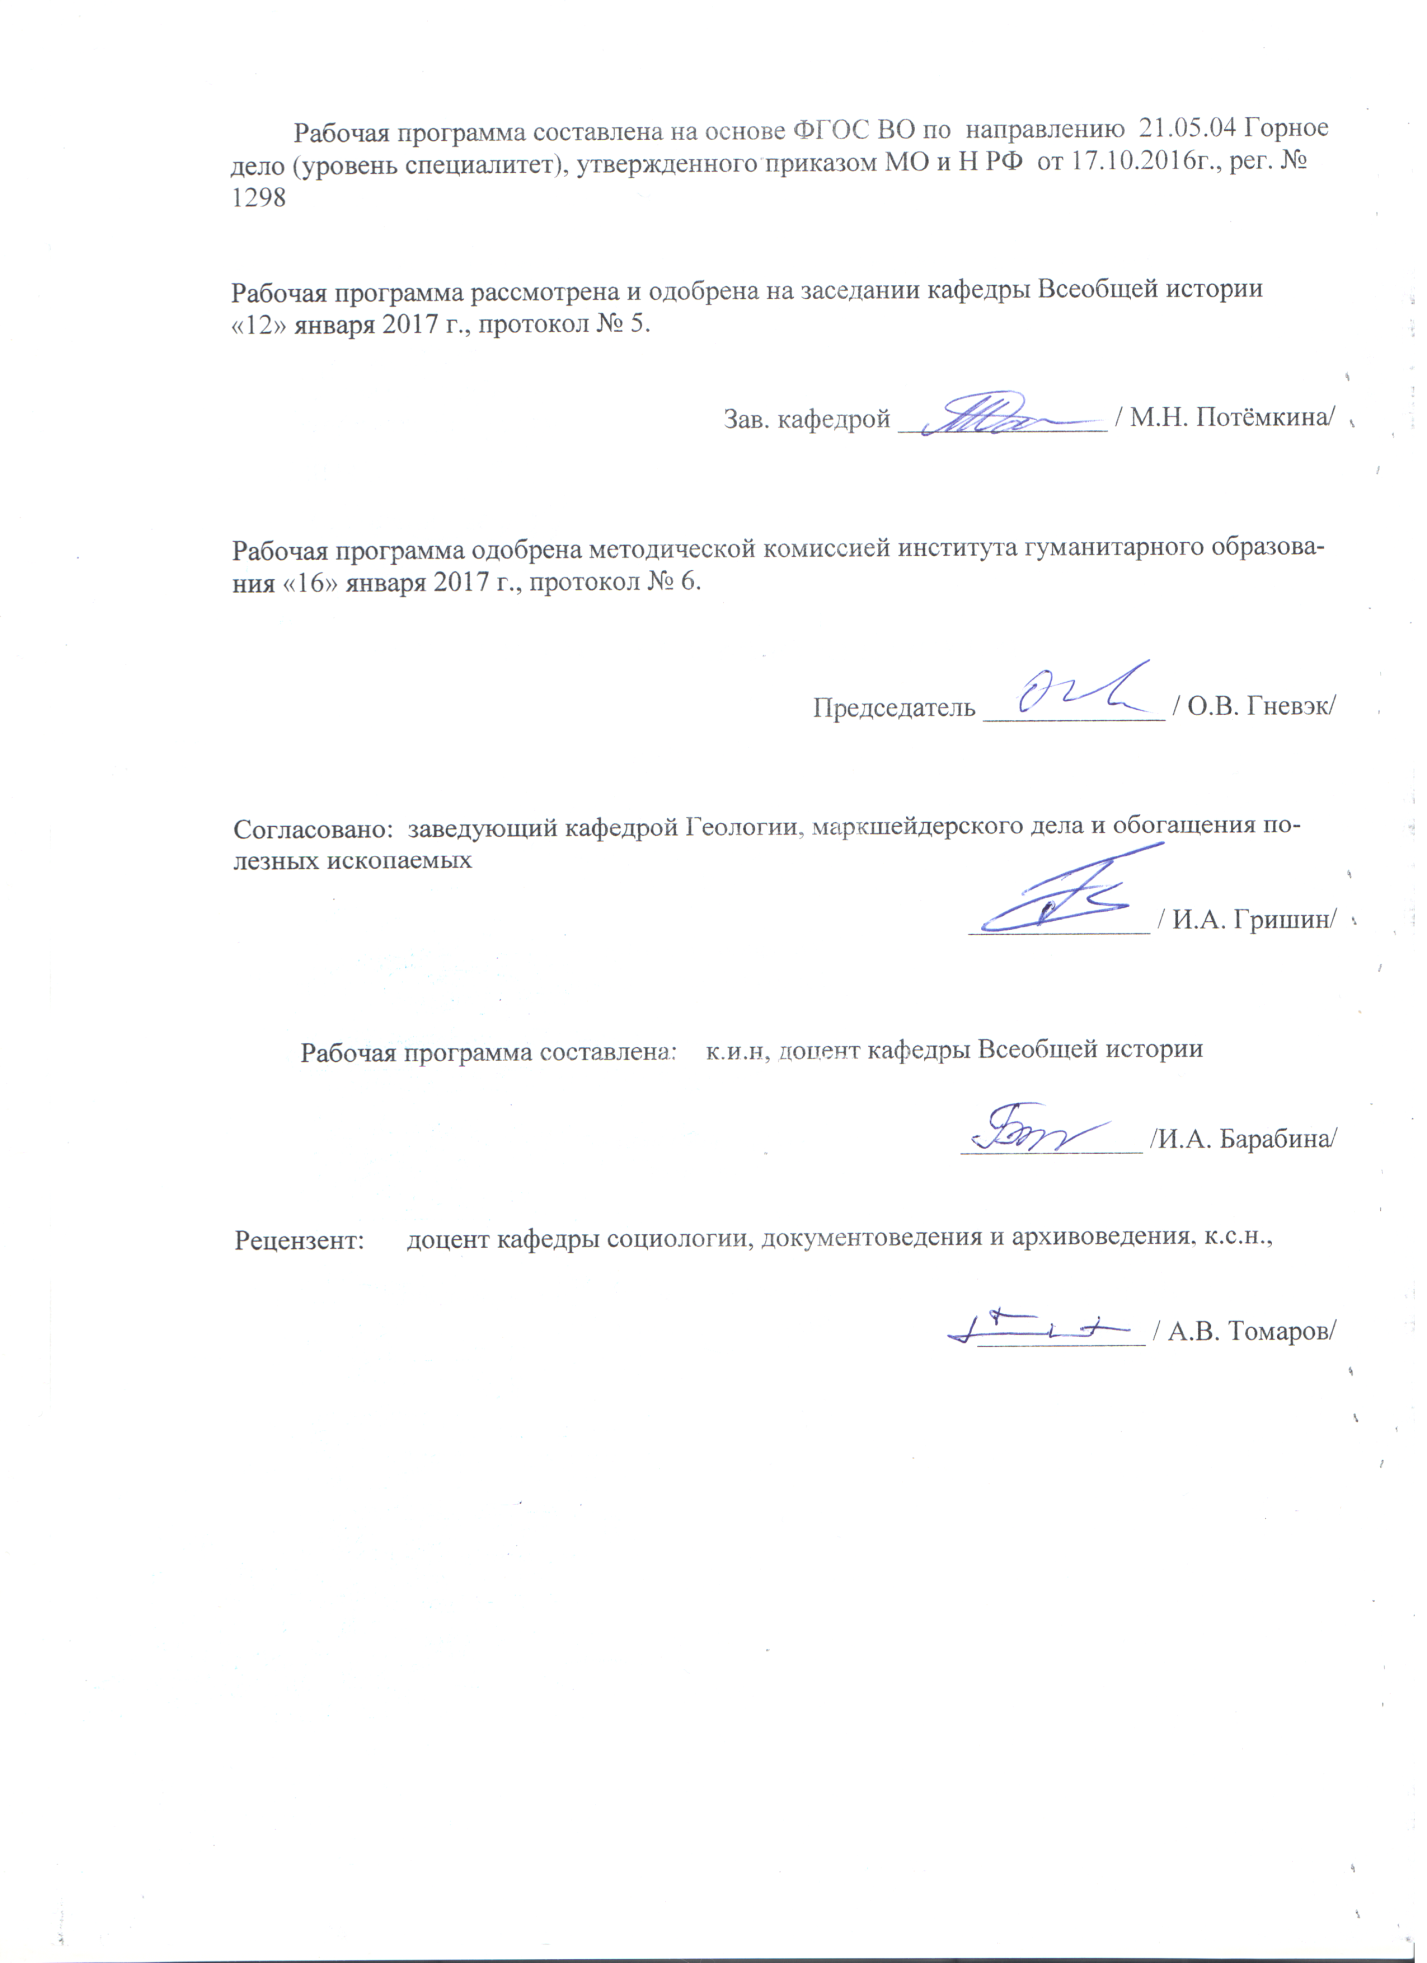 Рабочая программа составлена на основе ФГОС ВО по направлению 21.05.04 Горное
дело (уровень специалитет), утвержденного приказом МО и Н РФ от 17.10.2016г., рег. №
1298
Рабочая программа рассмотрена и одобрена на заседании кафедры Всеобщей истории
«12» января 2017 г., протокол № 5.
Зав. кафедрой _______________ / М.Н. Потёмкина/
Рабочая программа одобрена методической комиссией института гуманитарного образова-
ния «16» января 2017 г., протокол № 6.
Председатель _____________ / О.В. Гневэк/
Согласовано: заведующий кафедрой Геологии, маркшейдерского дела и обогащения по-
лезных ископаемых
_____________ / И.А. Гришин/
Рабочая программа составлена: к.и.н, доцент кафедры Всеобщей истории
_____________ /И.А. Барабина/
Рецензент: доцент кафедры социологии, документоведения и архивоведения, к.с.н.,
____________ / А.В. Томаров/